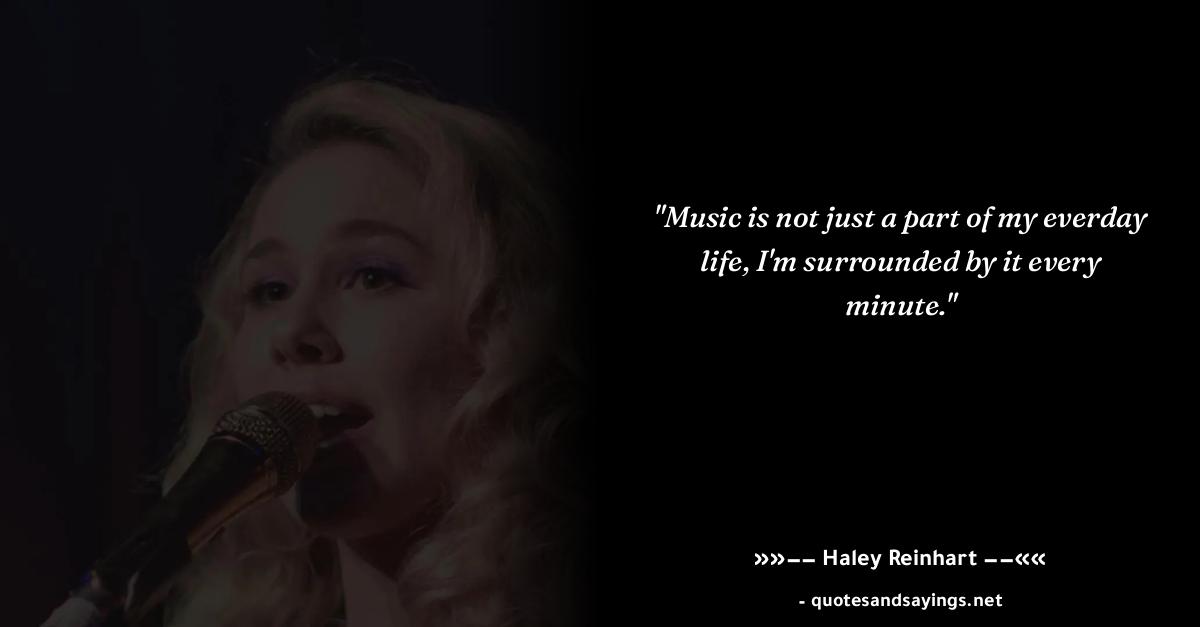 "Music is not just a part of my everday
life, I'm surrounded by it every
minute."
»»–– Haley Reinhart ––««
- quotesandsayings.net